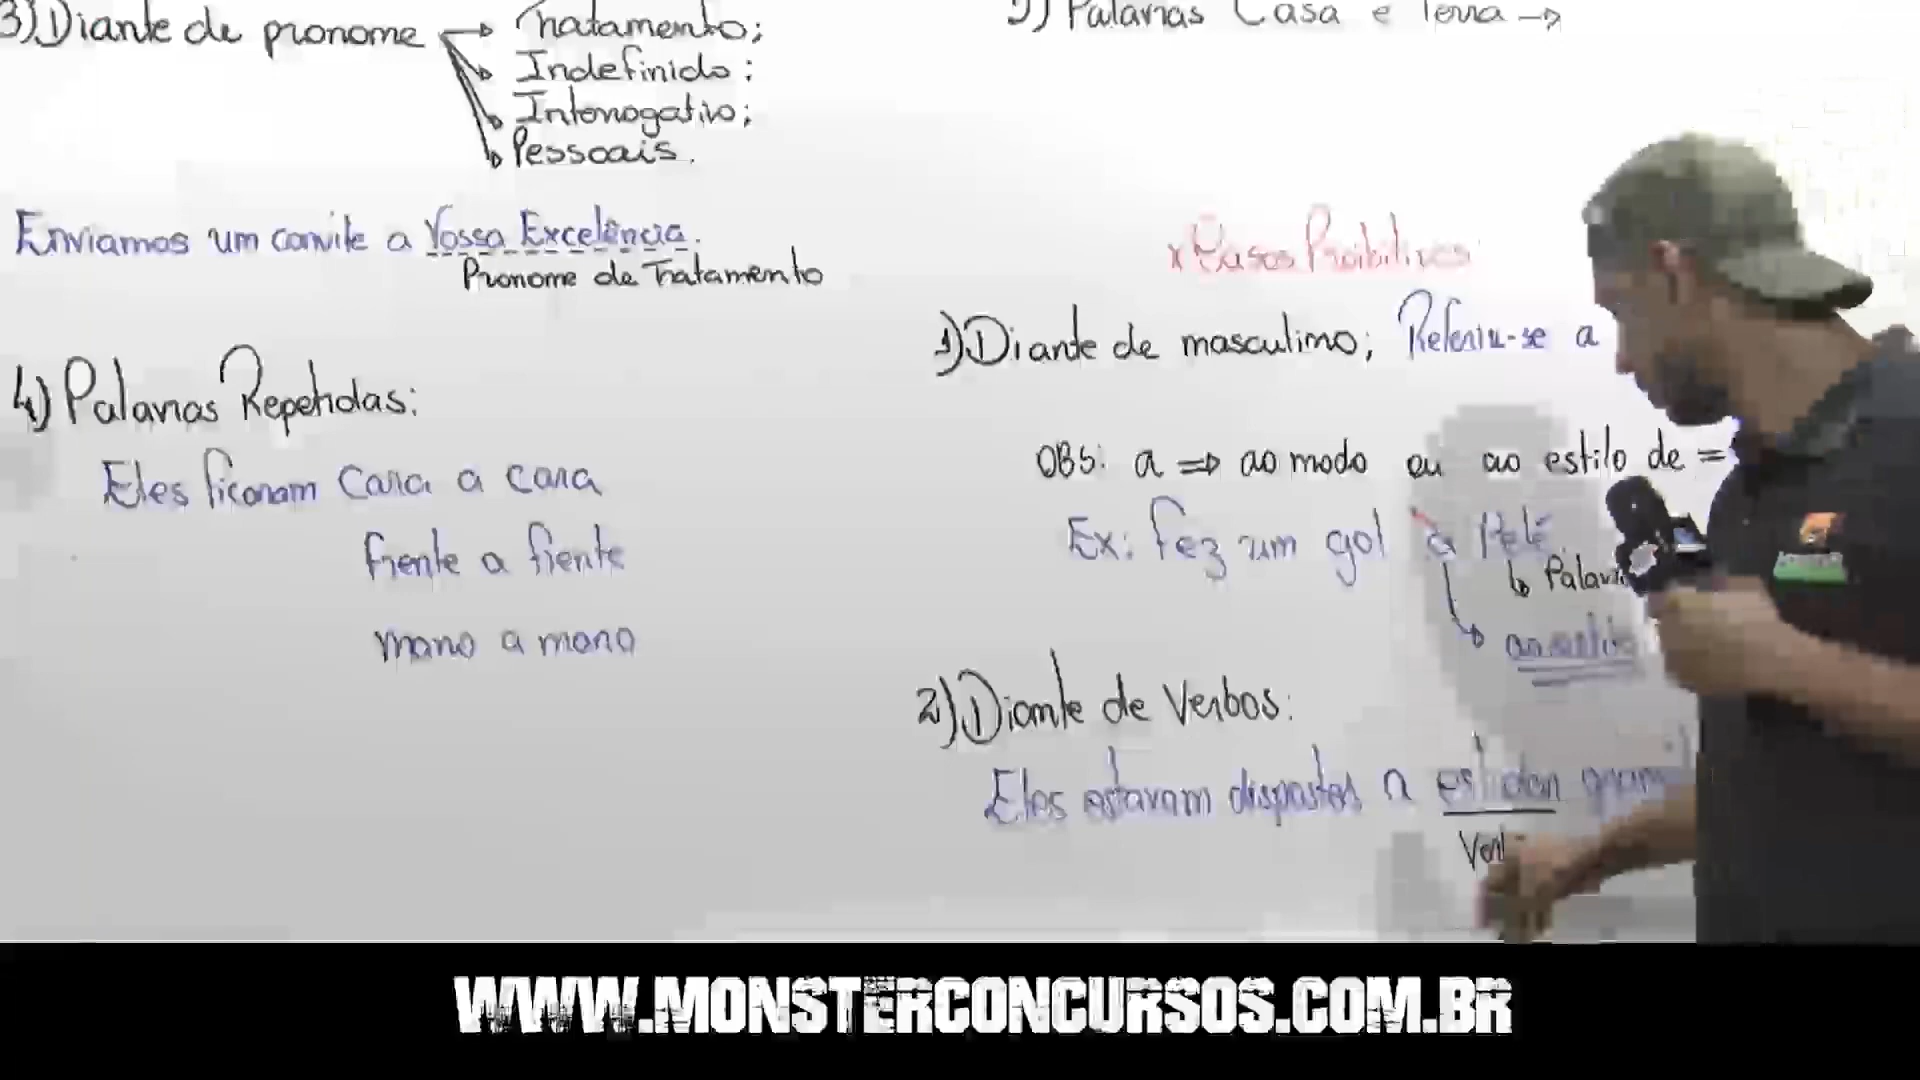 3) Diante de pronome → Tratamento;
Indefinido;
Interrogativo;
Pessoais.
Enviamos um convite a Vossa Excelência.
Pronome de Tratamento
4) Palavras Repetidas:
Eles ficaram cara a cara
frente a frente
mano a mano
5) Palavras Casa e Terra →
x Casos Proibitivos:
1) Diante de masculino; Referiu-se a
OBS: a ⇒ ao modo ou ao estilo de =
Ex: Fez um gol à Pelé.
ao estilo
2) Diante de Verbos:
Eles estavam dispostos a estudar
WWW.MONSTERCONCURSOS.COM.BR